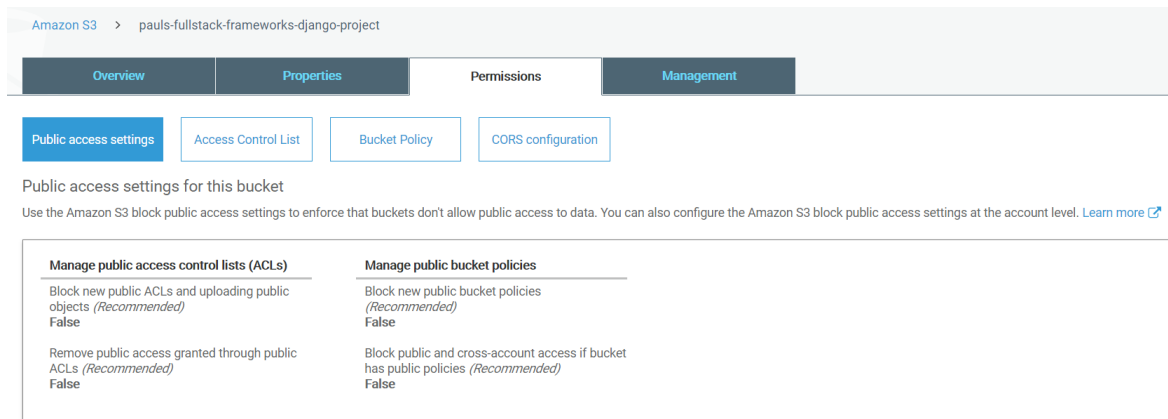 Amazon S3 > pauls-fullstack-frameworks-django-project
Overview Properties Permissions Management
Public access settings Access Control List Bucket Policy CORS configuration
Public access settings for this bucket
Use the Amazon S3 block public access settings to enforce that buckets don't allow public access to data. You can also configure the Amazon S3 block public access settings at the account level. Learn more
Manage public access control lists (ACLs)
Block new public ACLs and uploading public
objects (Recommended)
False
Remove public access granted through public
ACLs (Recommended)
False
Manage public bucket policies
Block new public bucket policies
(Recommended)
False
Block public and cross-account access if bucket
has public policies (Recommended)
False